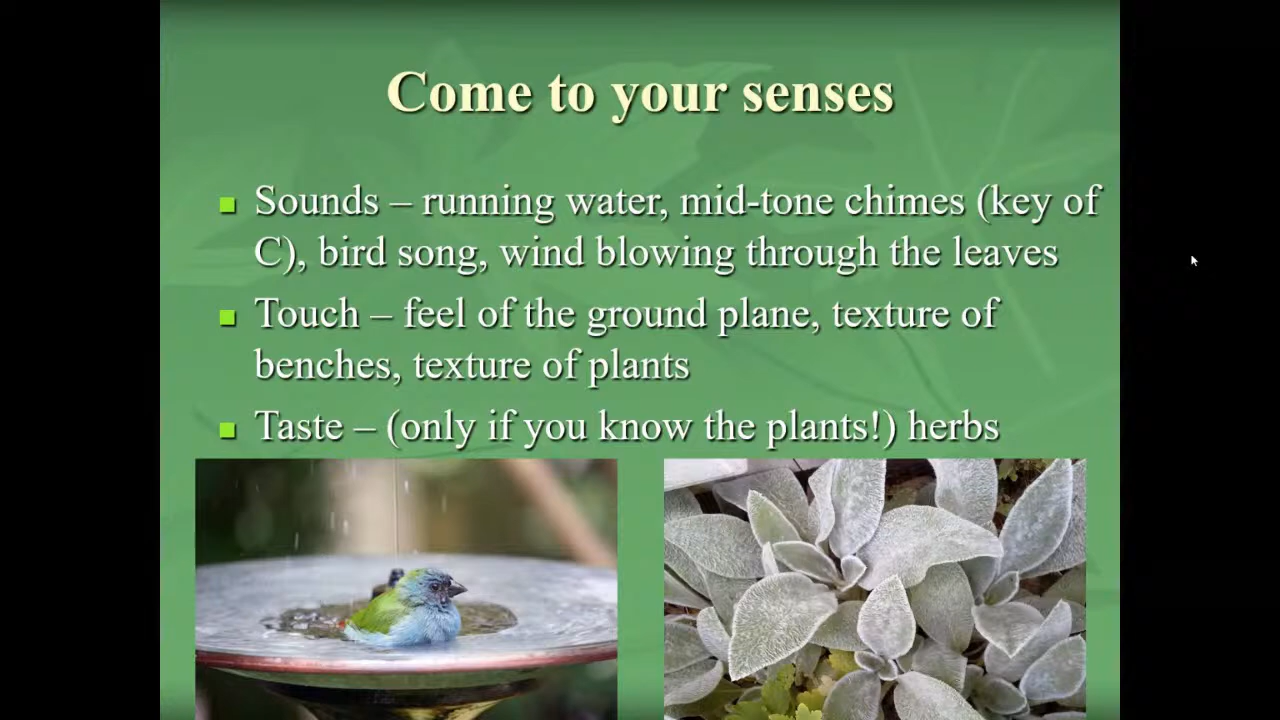 Come to your senses
Sounds – running water, mid-tone chimes (key of
C), bird song, wind blowing through the leaves
Touch – feel of the ground plane, texture of
benches, texture of plants
Taste – (only if you know the plants!) herbs